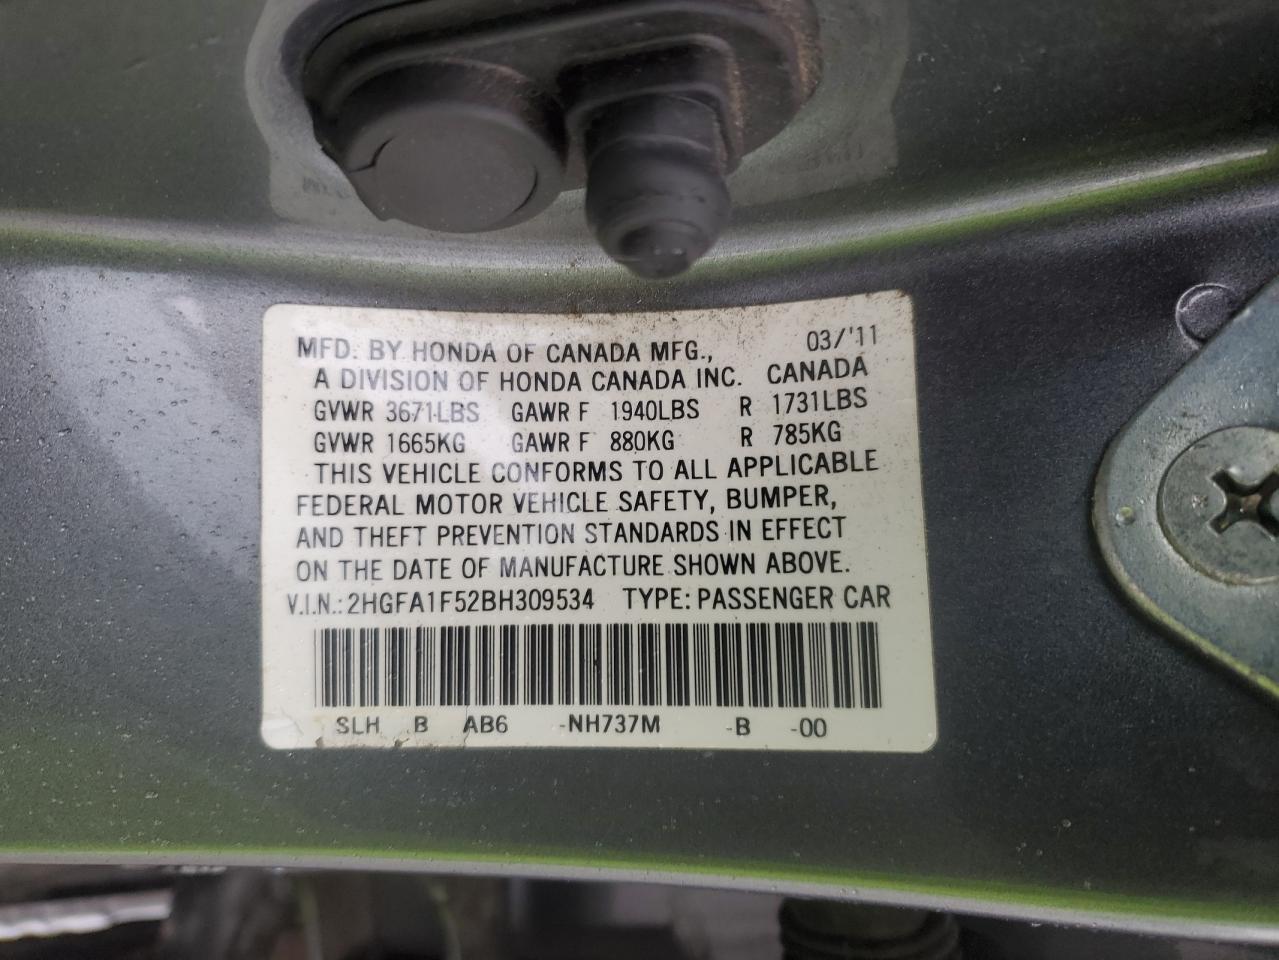 MFD. BY HONDA OF CANADA MFG., 03/'11
A DIVISION OF HONDA CANADA INC. CANADA
GVWR 3671LBS GAWR F 1940LBS R 1731LBS
GVWR 1665KG GAWR F 880KG R 785KG
THIS VEHICLE CONFORMS TO ALL APPLICABLE
FEDERAL MOTOR VEHICLE SAFETY, BUMPER,
AND THEFT PREVENTION STANDARDS IN EFFECT
ON THE DATE OF MANUFACTURE SHOWN ABOVE.
V.I.N.: 2HGFA1F52BH309534 TYPE: PASSENGER CAR
SLH B AB6 -NH737M -B -00